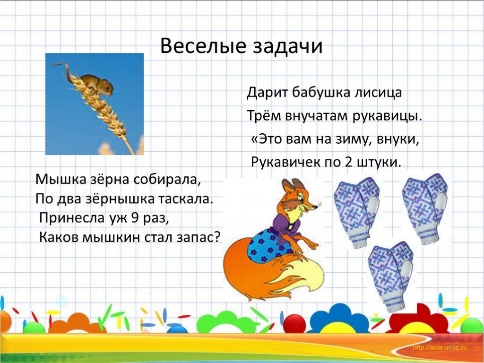 Веселые задачи
Дарит бабушка лисица
Трём внучатам рукавицы.
«Это вам на зиму, внуки,
Рукавичек по 2 штуки.
Мышка зёрна собирала,
По два зёрнышка таскала.
Принесла уж 9 раз,
Каков мышкин стал запас?